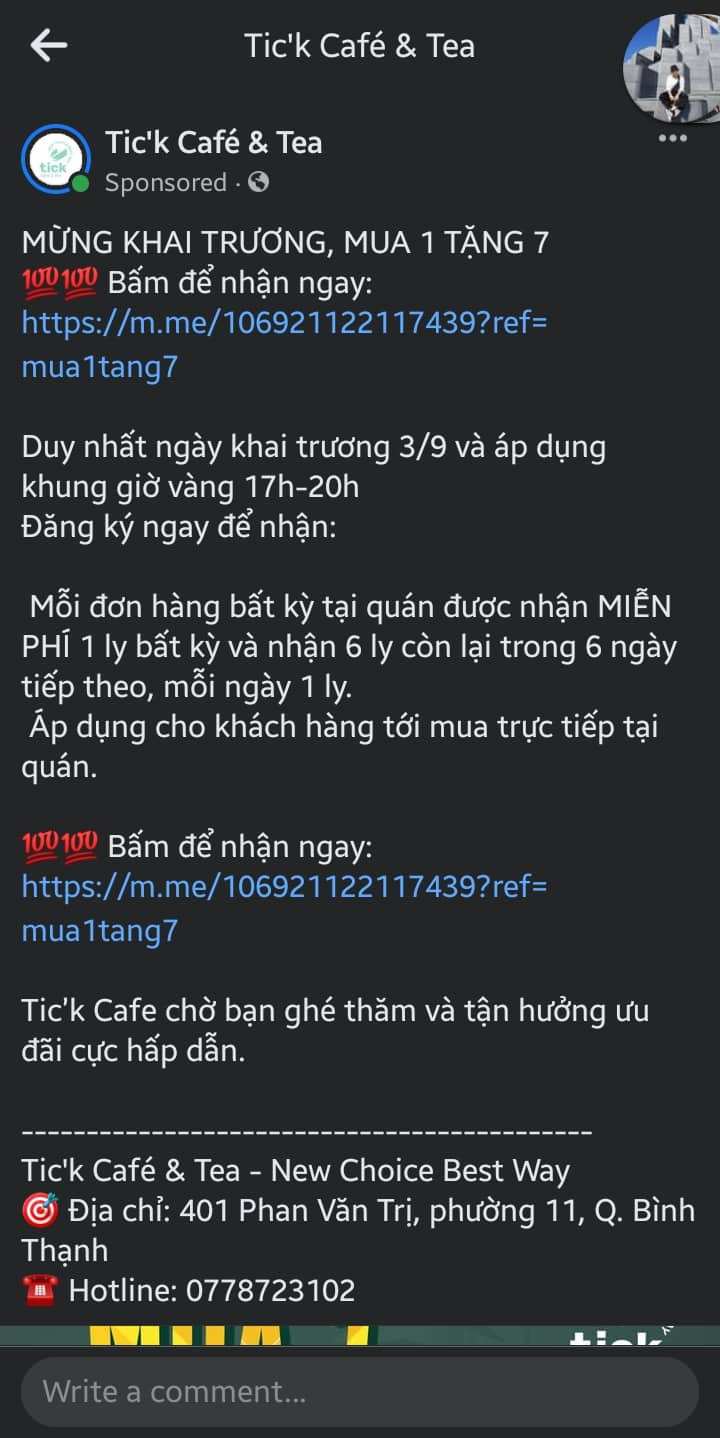 Tic'k Café & Tea
Tic'k Café & Tea
tick
Sponsored ·
MỪNG KHAI TRƯƠNG, MUA 1 TẶNG 7
💯💯 Bấm để nhận ngay:
https://m.me/106921122117439?ref=
mua1tang7
Duy nhất ngày khai trương 3/9 và áp dụng
khung giờ vàng 17h-20h
Đăng ký ngay để nhận:
Mỗi đơn hàng bất kỳ tại quán được nhận MIỄN
PHÍ 1 ly bất kỳ và nhận 6 ly còn lại trong 6 ngày
tiếp theo, mỗi ngày 1 ly.
Áp dụng cho khách hàng tới mua trực tiếp tại
quán.
💯💯 Bấm để nhận ngay:
https://m.me/106921122117439?ref=
mua1tang7
Tic'k Cafe chờ bạn ghé thăm và tận hưởng ưu
đãi cực hấp dẫn.
--------------------------------------------
Tic'k Café & Tea - New Choice Best Way
🎯 Địa chỉ: 401 Phan Văn Trị, phường 11, Q. Bình
Thạnh
☎️ Hotline: 0778723102
tick
Write a comment...